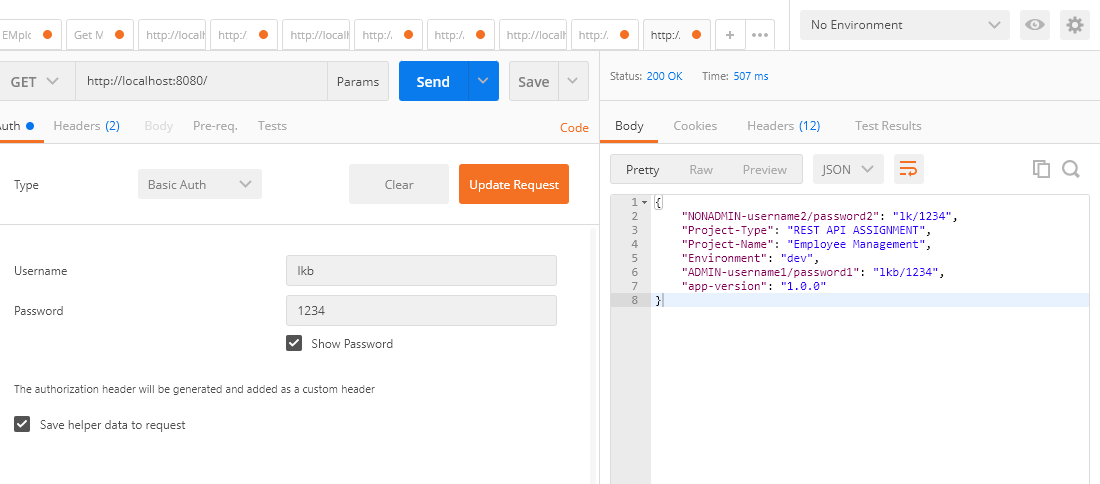 EMplo
Get M
http://localh
http:/.
http://localh
http:/.
http:/.
http://localh
http:/.
http:/.
+
•••
No Environment
GET
http://localhost:8080/
Params
Send
Save
Status: 200 OK Time: 507 ms
uth
Headers (2)
Body
Pre-req.
Tests
Code
Body
Cookies
Headers (12)
Test Results
Type
Basic Auth
Clear
Update Request
Pretty
Raw
Preview
JSON
Username
lkb
Password
1234
Show Password
The authorization header will be generated and added as a custom header
Save helper data to request
1 {
2 "NONADMIN-username2/password2": "lk/1234",
3 "Project-Type": "REST API ASSIGNMENT",
4 "Project-Name": "Employee Management",
5 "Environment": "dev",
6 "ADMIN-username1/password1": "lkb/1234",
7 "app-version": "1.0.0"
8 }